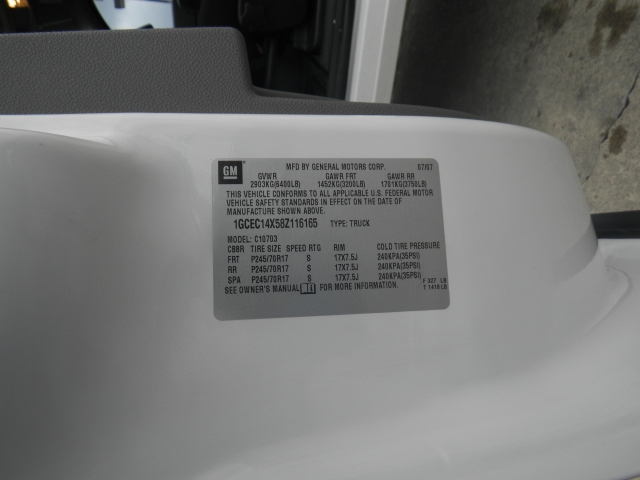 GM
MFD BY GENERAL MOTORS CORP. 07/07
GVWR GAWR FRT GAWR RR
2903KG(6400LB) 1452KG(3200LB) 1701KG(3750LB)
THIS VEHICLE CONFORMS TO ALL APPLICABLE U.S. FEDERAL MOTOR
VEHICLE SAFETY STANDARDS IN EFFECT ON THE DATE OF
MANUFACTURE SHOWN ABOVE.
1GCEC14X58Z116165 TYPE: TRUCK
MODEL: C10703
CBBR TIRE SIZE SPEED RTG RIM COLD TIRE PRESSURE
FRT P245/70R17 S 17X7.5J 240KPA(35PSI)
RR P245/70R17 S 17X7.5J 240KPA(35PSI)
SPA P245/70R17 S 17X7.5J 240KPA(35PSI)
SEE OWNER'S MANUAL FOR MORE INFORMATION.
F 327 LB
T 1418 LB